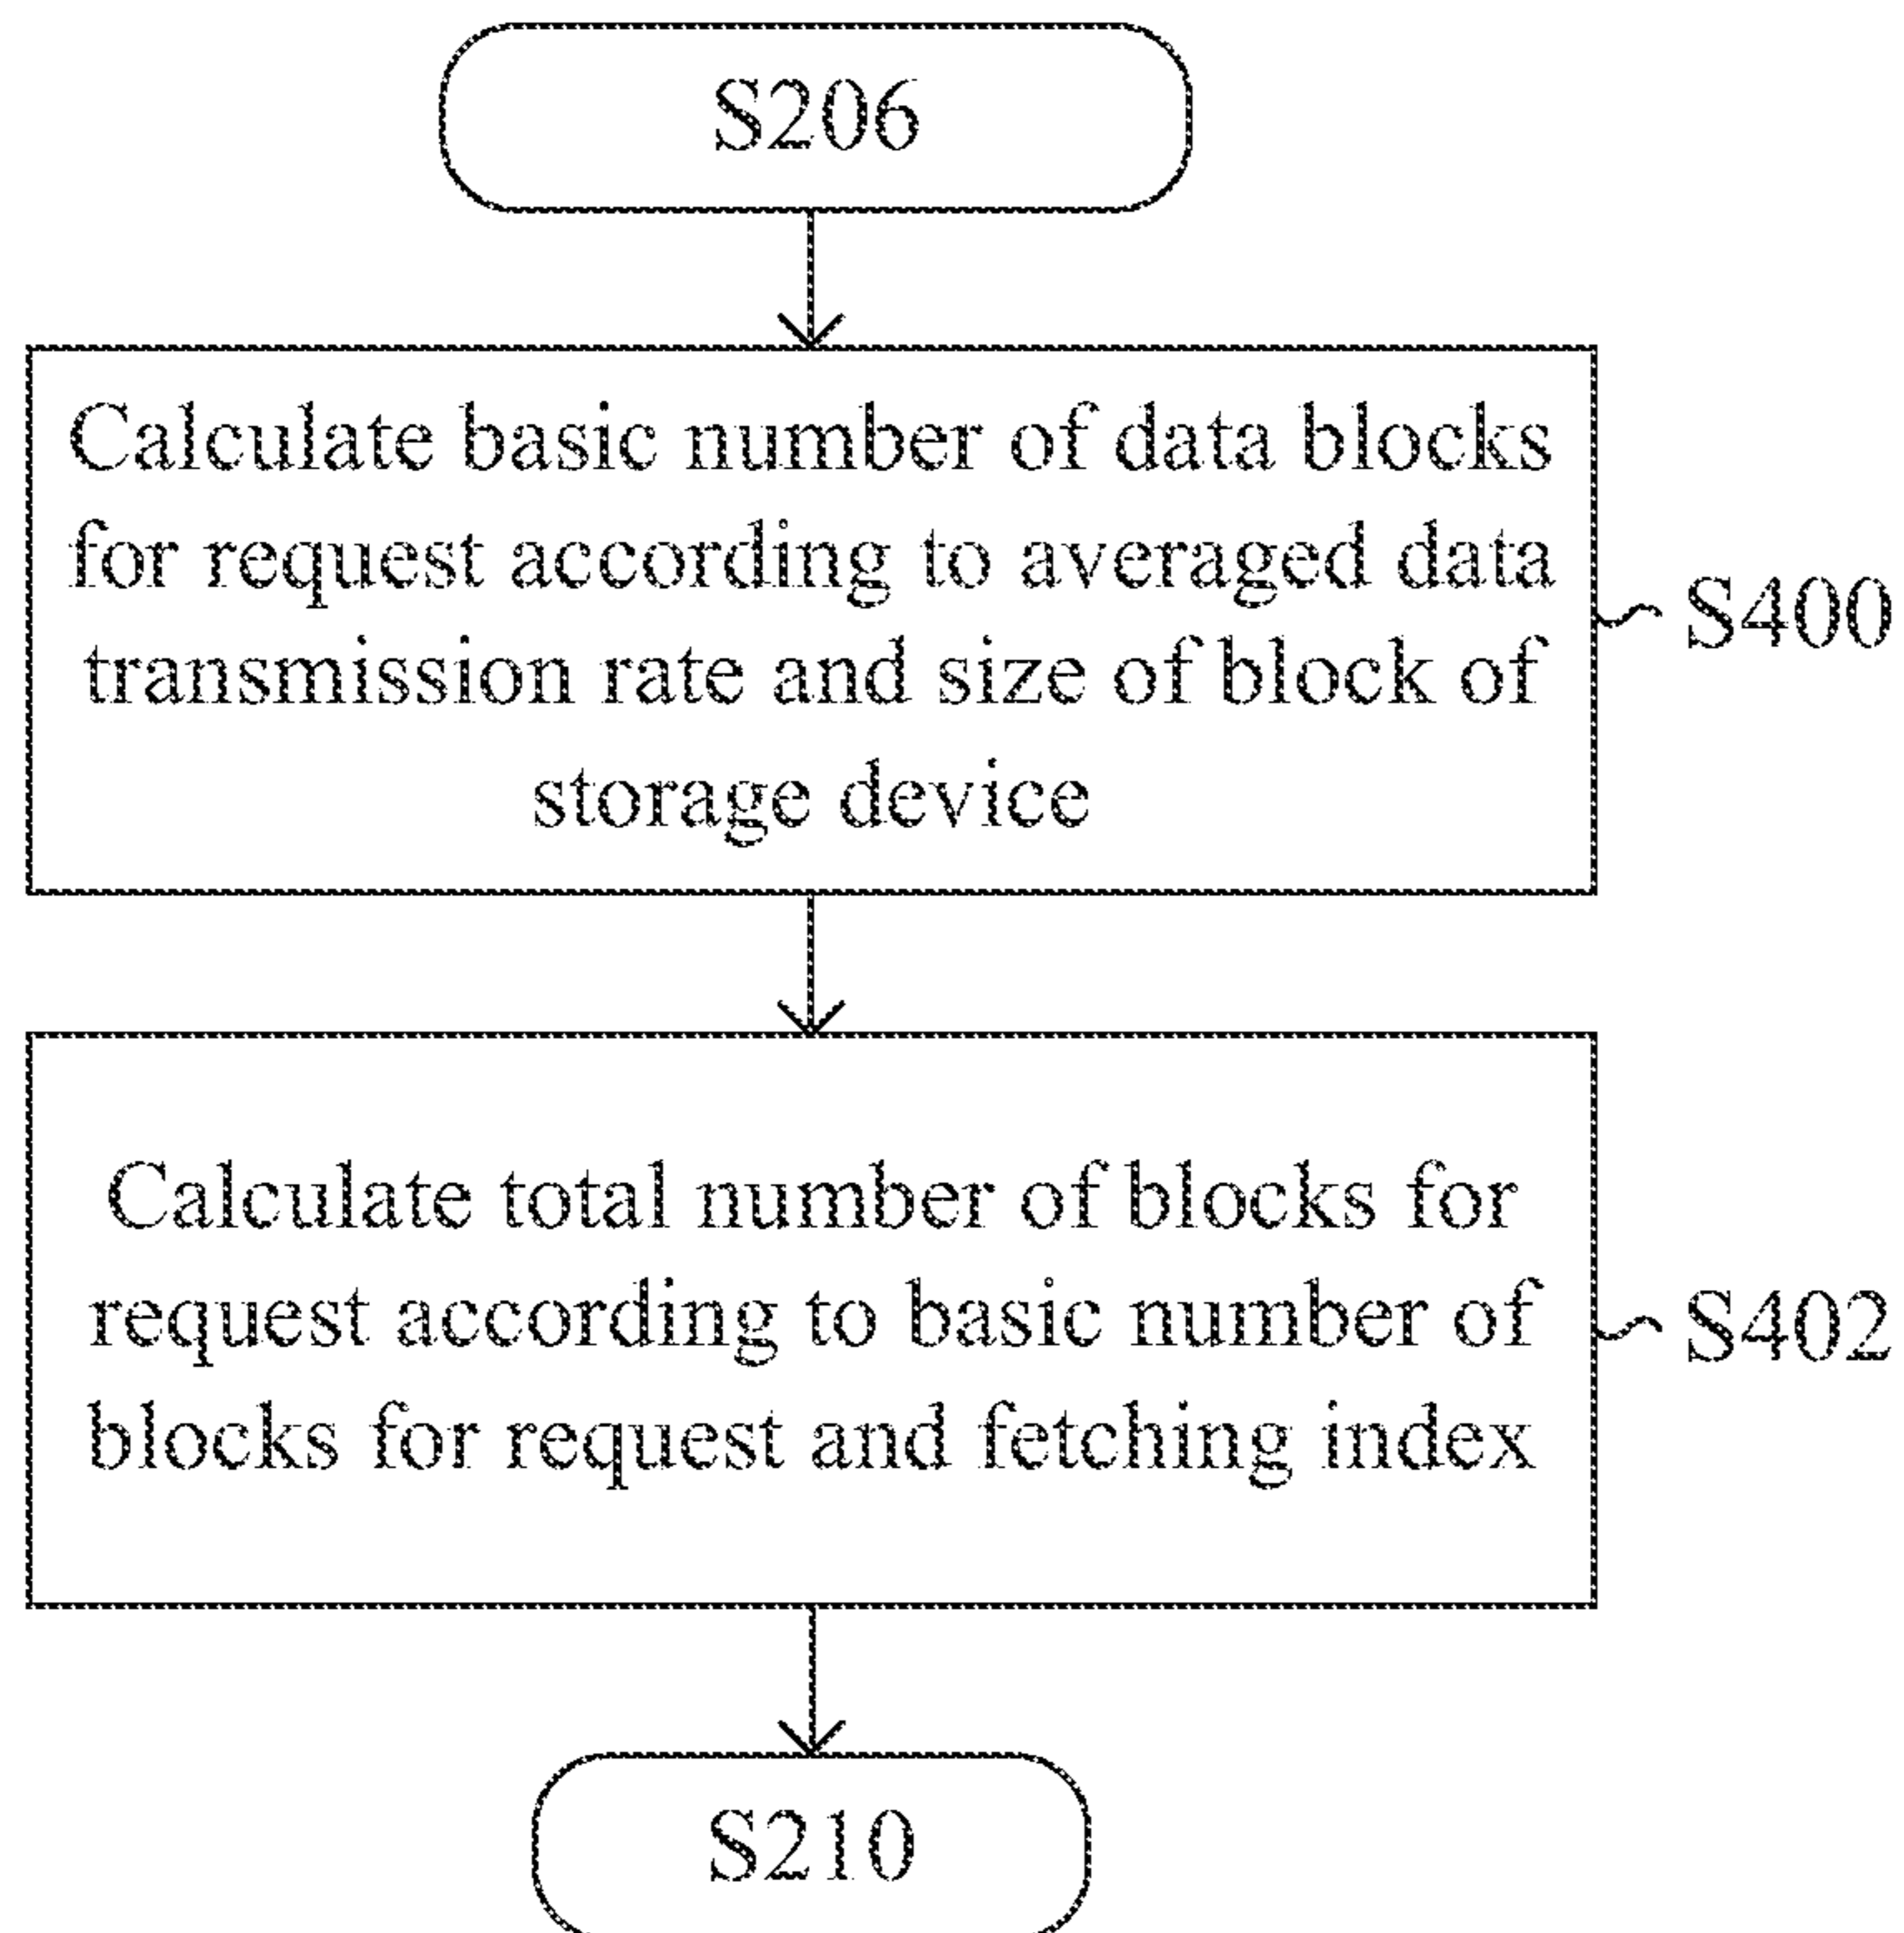 S206
Calculate basic number of data blocks
for request according to averaged data
transmission rate and size of block of
storage device
S400
Calculate total number of blocks for
request according to basic number of
blocks for request and fetching index
S402
S210